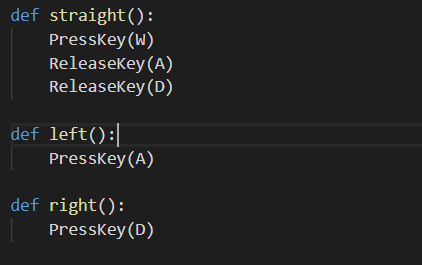 def straight():
    PressKey(W)
    ReleaseKey(A)
    ReleaseKey(D)
def left():
    PressKey(A)
def right():
    PressKey(D)